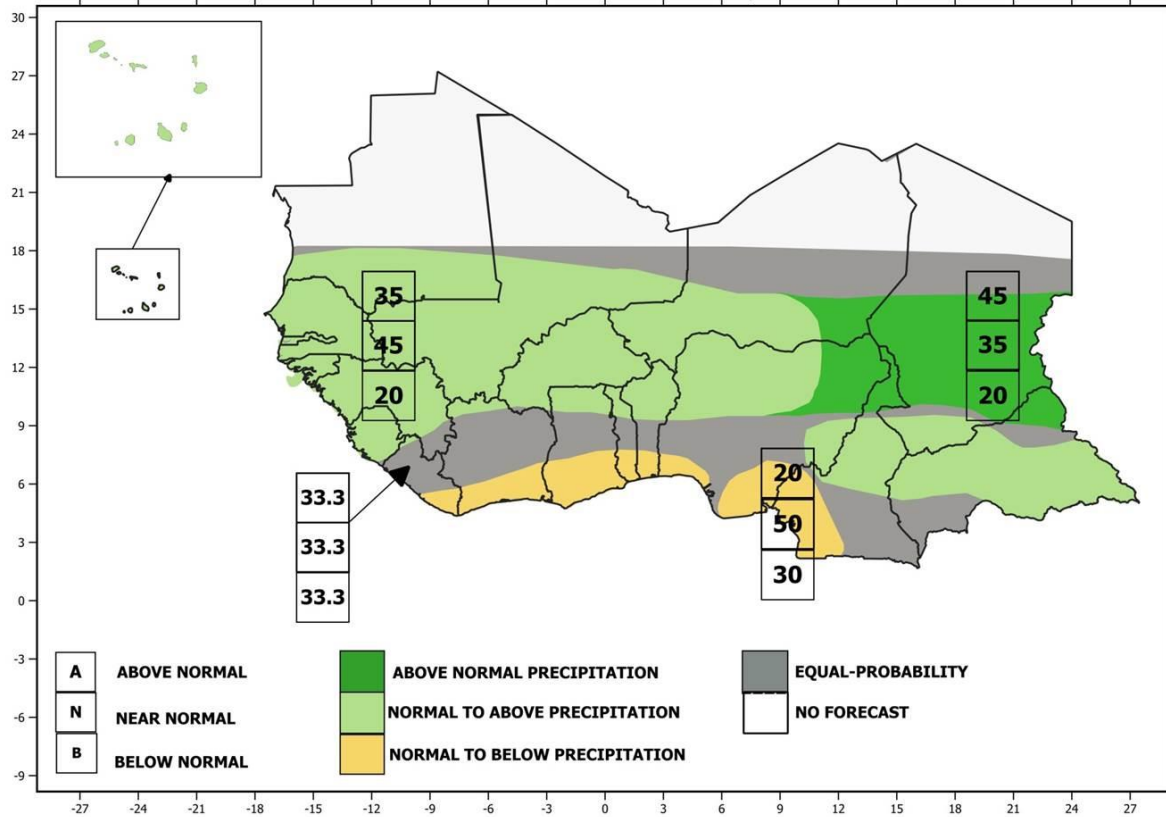 30
27
24
21
18
15
12
9
6
3
0
-3
-6
-9
35
45
20
45
35
20
20
50
30
33.3
33.3
33.3
A ABOVE NORMAL
N NEAR NORMAL
B BELOW NORMAL
ABOVE NORMAL PRECIPITATION
NORMAL TO ABOVE PRECIPITATION
NORMAL TO BELOW PRECIPITATION
EQUAL-PROBABILITY
NO FORECAST
-27 -24 -21 -18 -15 -12 -9 -6 -3 0 3 6 9 12 15 18 21 24 27